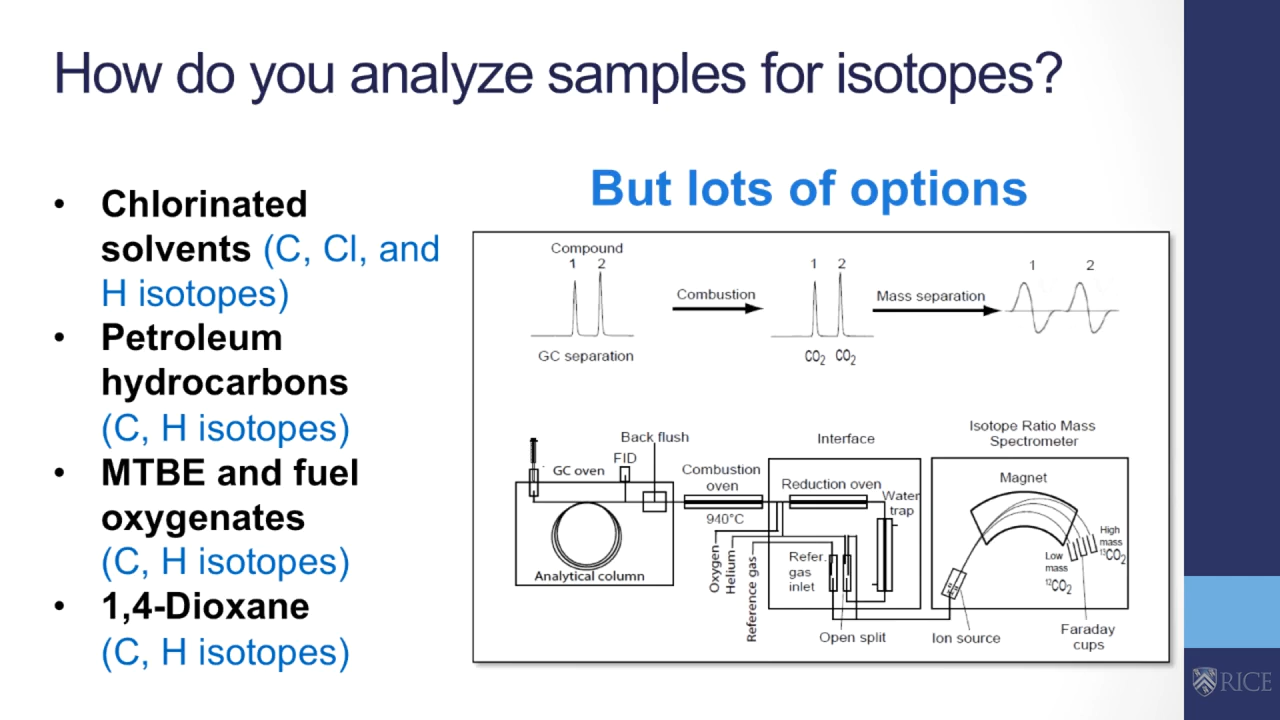 How do you analyze samples for isotopes?
• Chlorinated
solvents (C, Cl, and
H isotopes)
• Petroleum
hydrocarbons
(C, H isotopes)
• MTBE and fuel
oxygenates
(C, H isotopes)
• 1,4-Dioxane
(C, H isotopes)
But lots of options
Compound
1 2
GC separation
Combustion
1 2
CO2 CO2
Mass separation
1 2
Back flush
FID
GC oven
Analytical column
Combustion
oven
940°C
Oxygen
Helium
Reference gas
Interface
Reduction oven
Water
trap
Refer.
gas
inlet
Open split
Isotope Ratio Mass
Spectrometer
Magnet
High
mass
13CO2
Low
mass
12CO2
Ion source
Faraday
cups
RICE